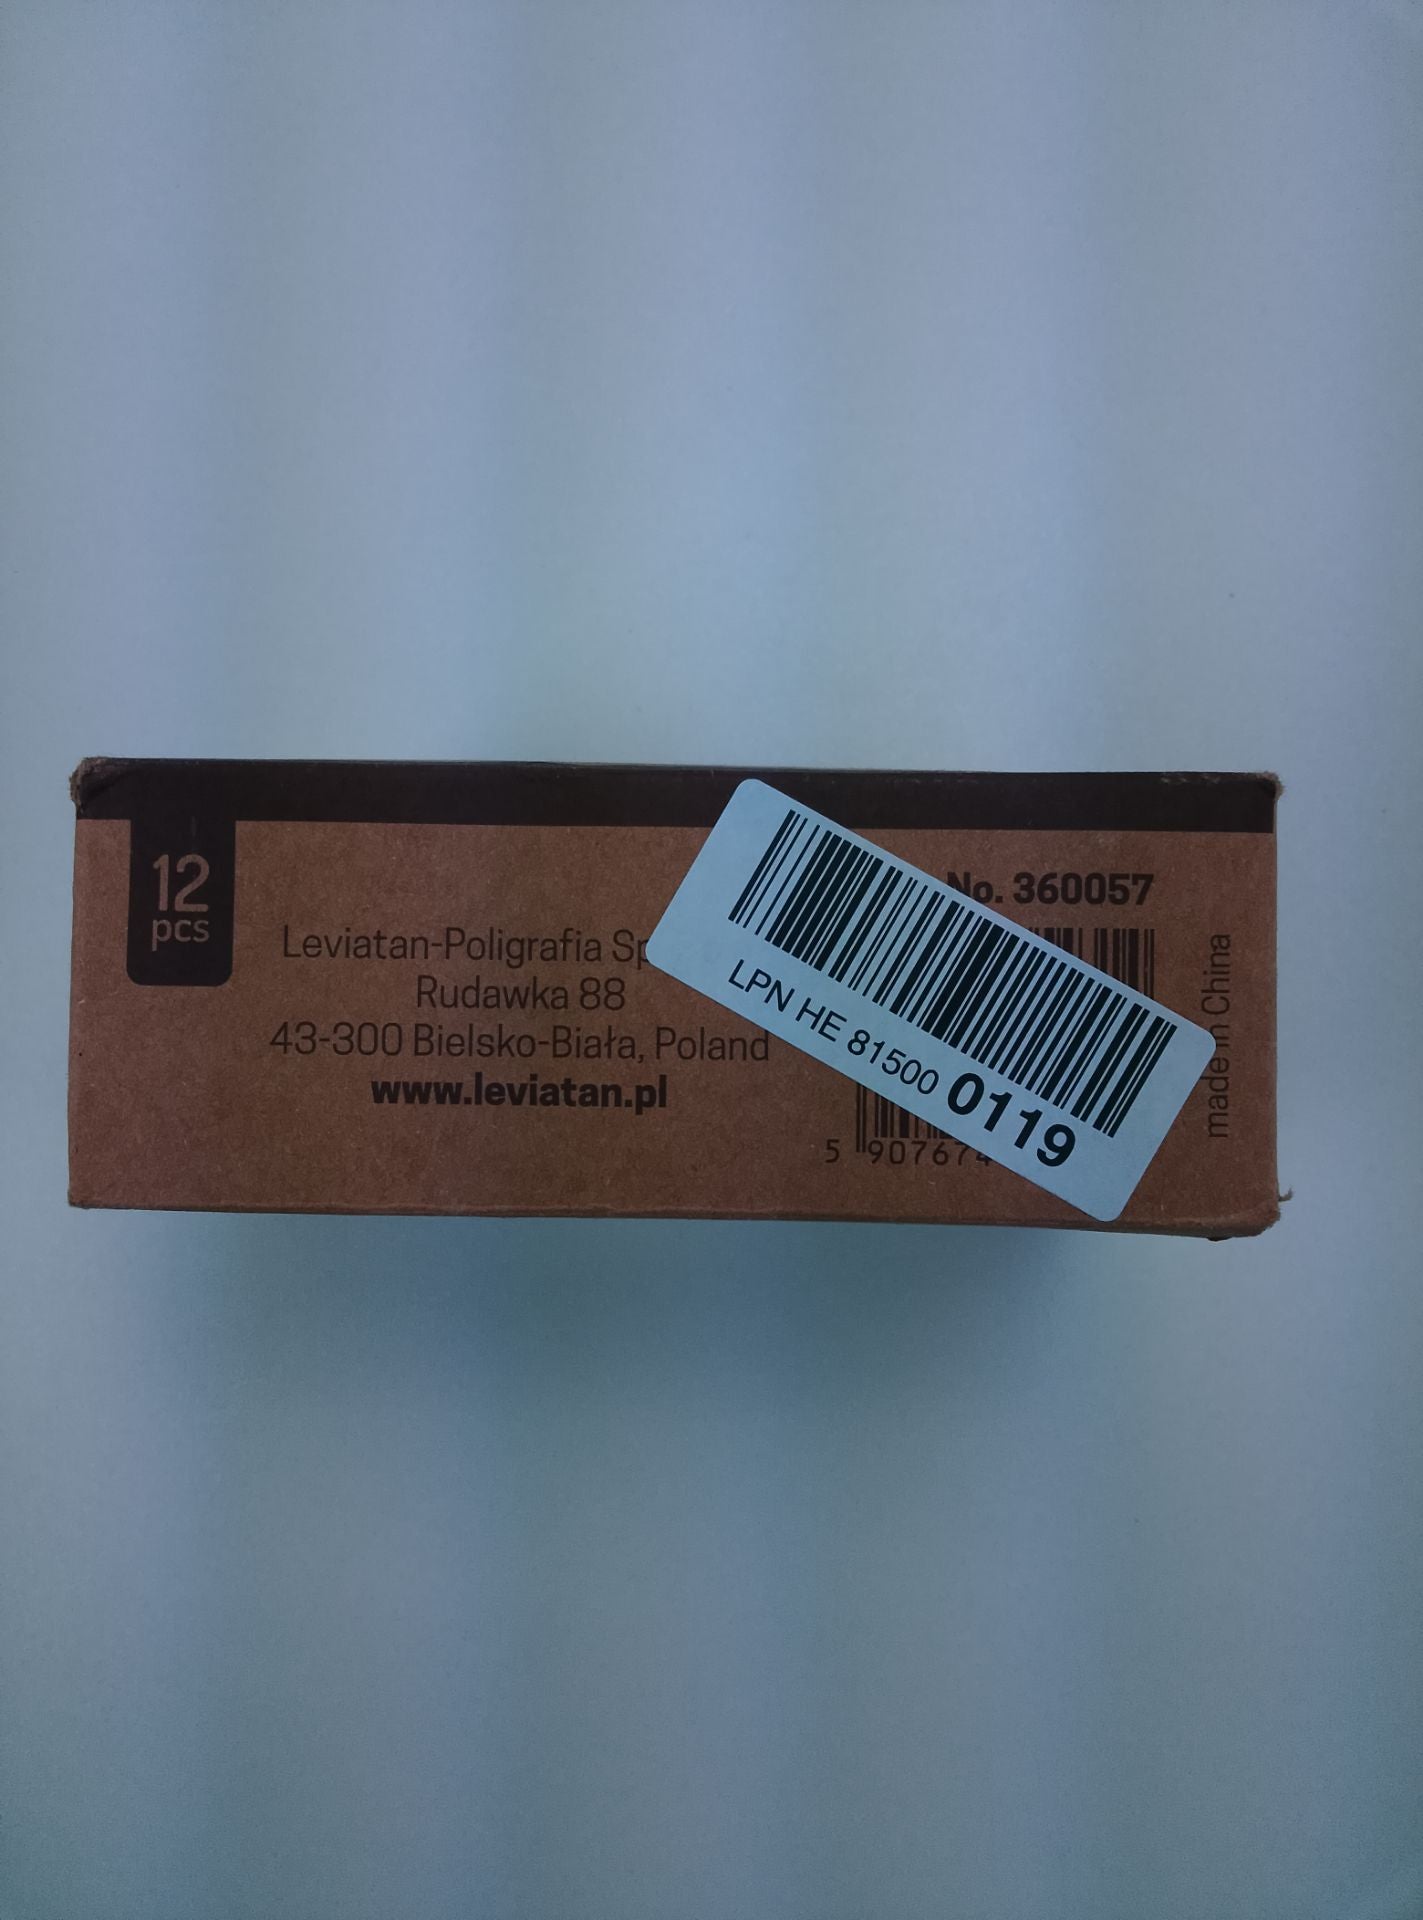 12
pcs
Leviatan-Poligrafia
Rudawka 88
43-300 Bielsko-Biała, Poland
www.leviatan.pl
No. 360057
LPN HE 81500 0119
5 907674
made in China